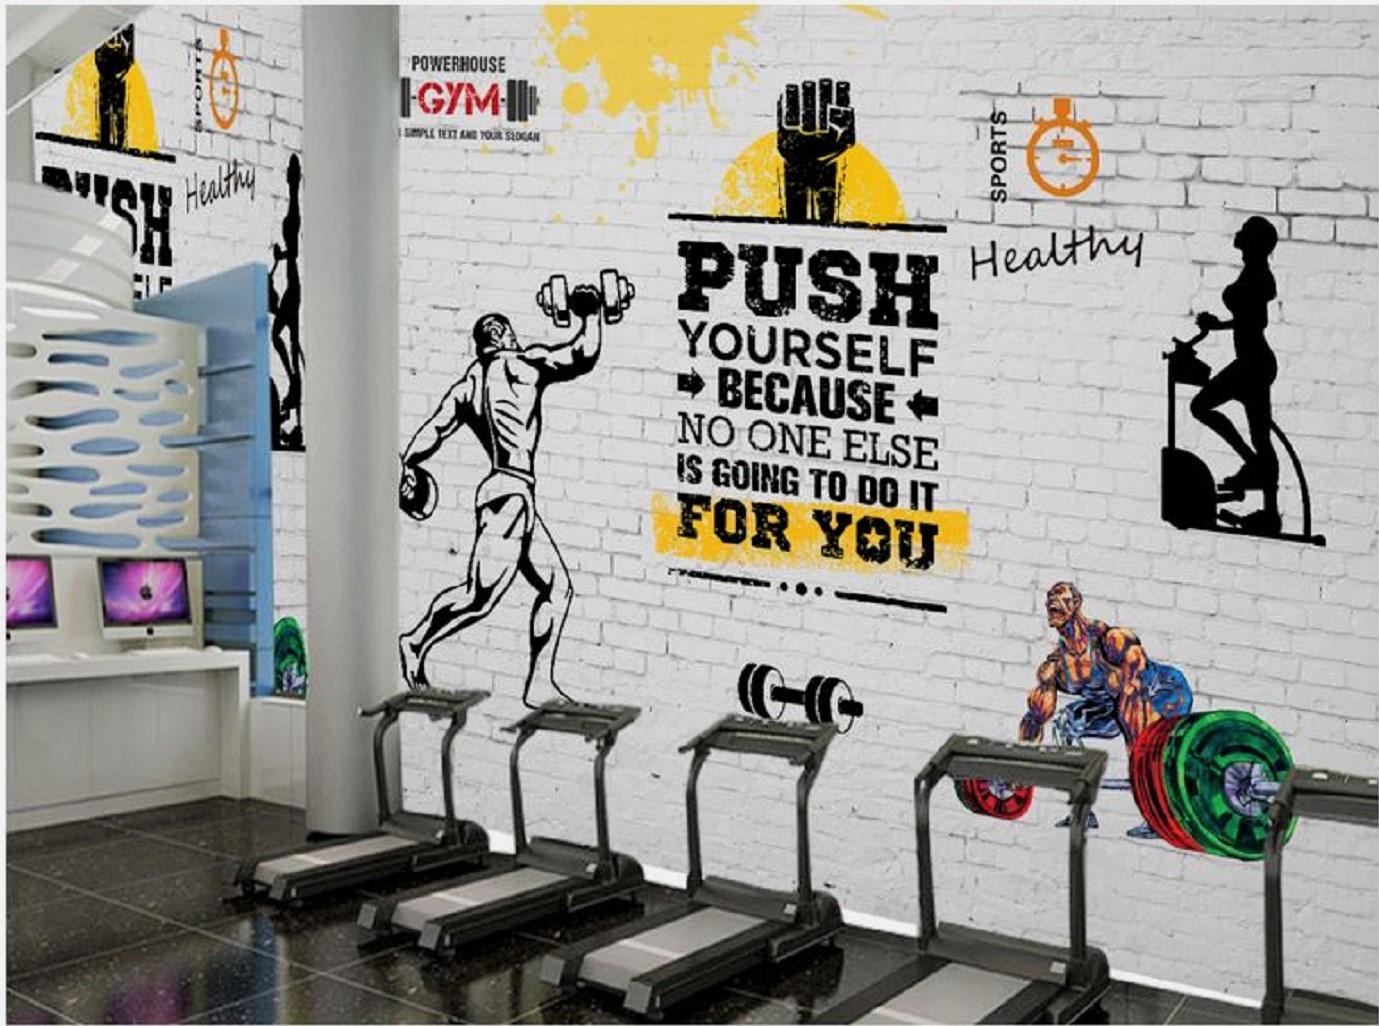 SPORTS
Healthy
PUSH
POWERHOUSE
GYM
SIMPLE TEXT AND YOUR SLOGAN
SPORTS
Healthy
PUSH
YOURSELF
BECAUSE
NO ONE ELSE
IS GOING TO DO IT
FOR YOU